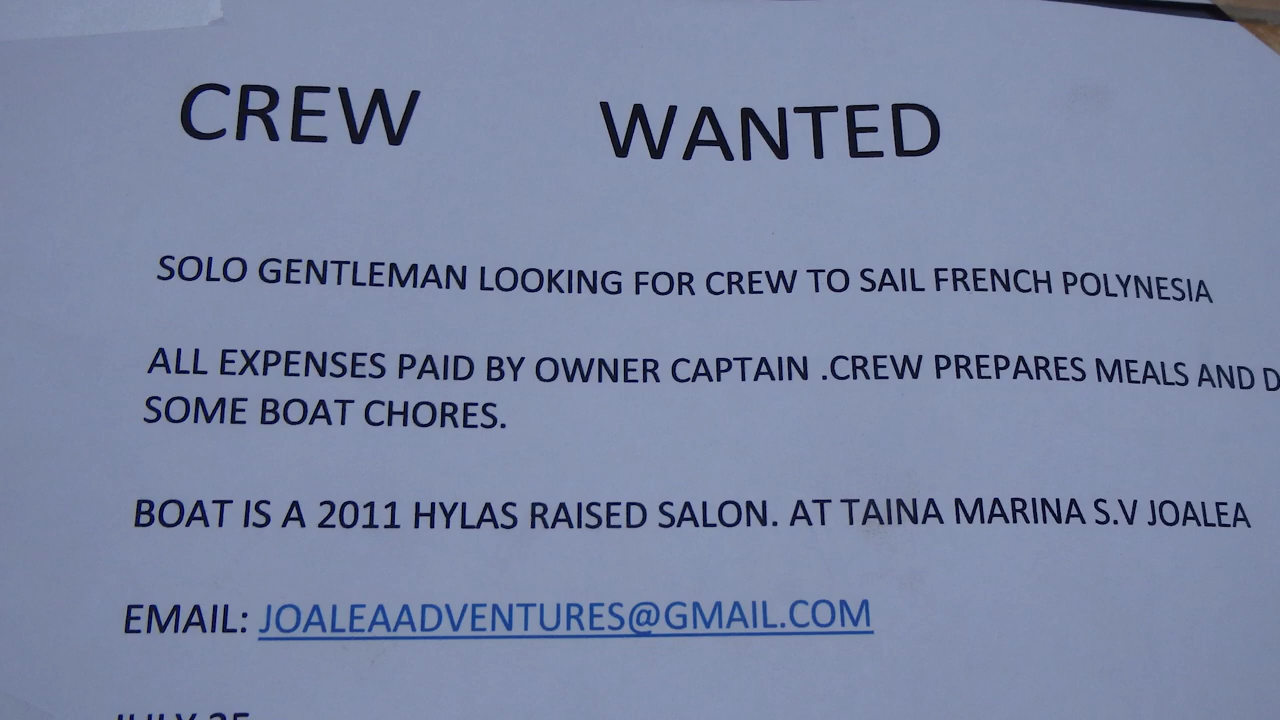 CREW WANTED
SOLO GENTLEMAN LOOKING FOR CREW TO SAIL FRENCH POLYNESIA
ALL EXPENSES PAID BY OWNER CAPTAIN .CREW PREPARES MEALS AND
SOME BOAT CHORES.
BOAT IS A 2011 HYLAS RAISED SALON. AT TAINA MARINA S.V JOALEA
EMAIL: JOALEAADVENTURES@GMAIL.COM
JULY 25